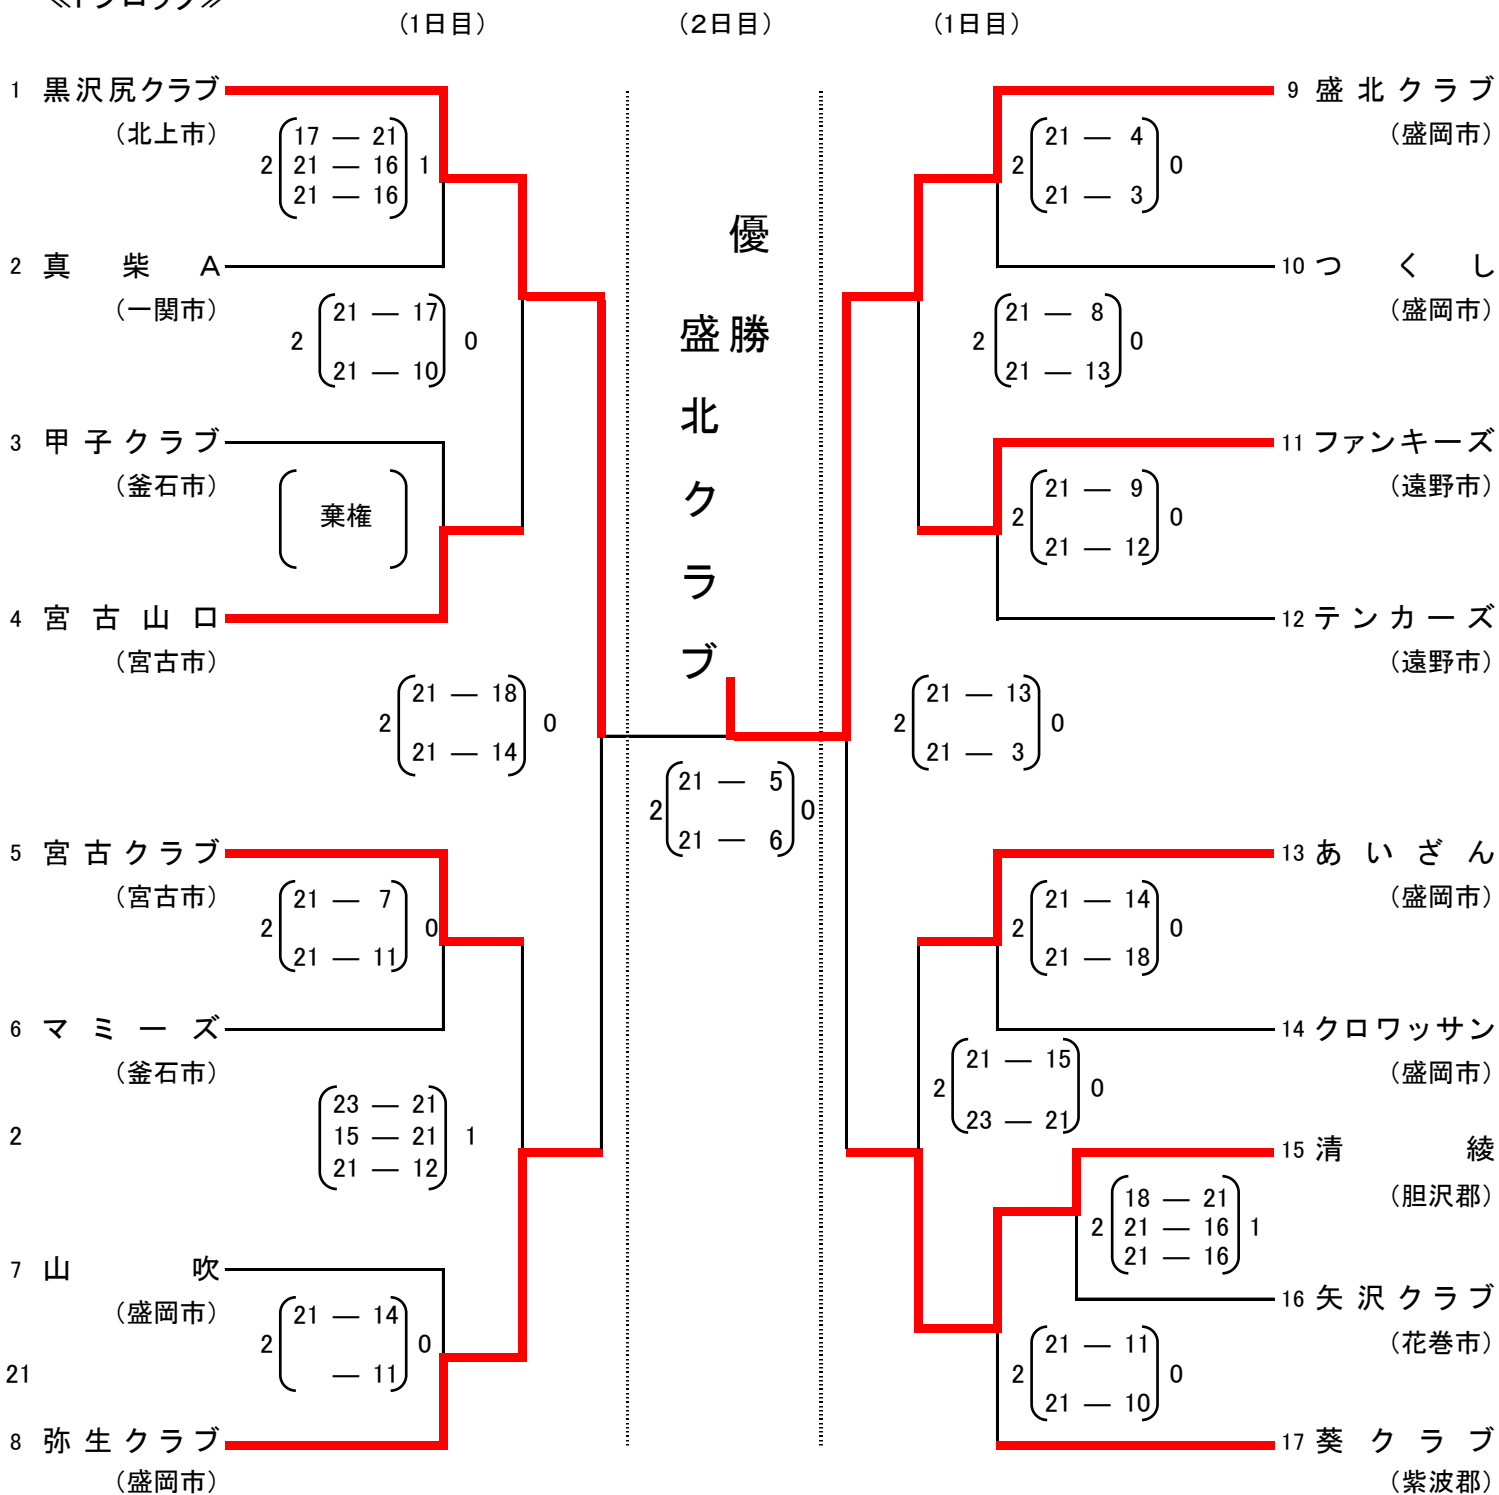 (1日目)
(2日目)
(1日目)
1 黒沢尻クラブ
(北上市)
2 17 ― 21 1
21 ― 16
21 ― 16
2 真柴A
(一関市)
2 21 ― 17 0
21 ― 10
3 甲子クラブ
(釜石市)
棄権
4 宮古山口
(宮古市)
2 21 ― 18 0
21 ― 14
5 宮古クラブ
(宮古市)
2 21 ― 7 0
21 ― 11
6 マミーズ
(釜石市)
23 ― 21
2 15 ― 21 1
21 ― 12
7 山吹
(盛岡市)
2 21 ― 14 0
21 ― 11
8 弥生クラブ
(盛岡市)
優勝
盛北クラブ
2 21 ― 5 0
21 ― 6
9 盛北クラブ
(盛岡市)
2 21 ― 4 0
21 ― 3
10 つくし
(盛岡市)
2 21 ― 8 0
21 ― 13
11 ファンキーズ
(遠野市)
2 21 ― 9 0
21 ― 12
12 テンカーズ
(遠野市)
2 21 ― 13 0
21 ― 3
13 あいざん
(盛岡市)
2 21 ― 14 0
21 ― 18
14 クロワッサン
(盛岡市)
2 21 ― 15 0
23 ― 21
15 清綾
(胆沢郡)
2 18 ― 21 1
21 ― 16
21 ― 16
16 矢沢クラブ
(花巻市)
2 21 ― 11 0
21 ― 10
17 葵クラブ
(紫波郡)